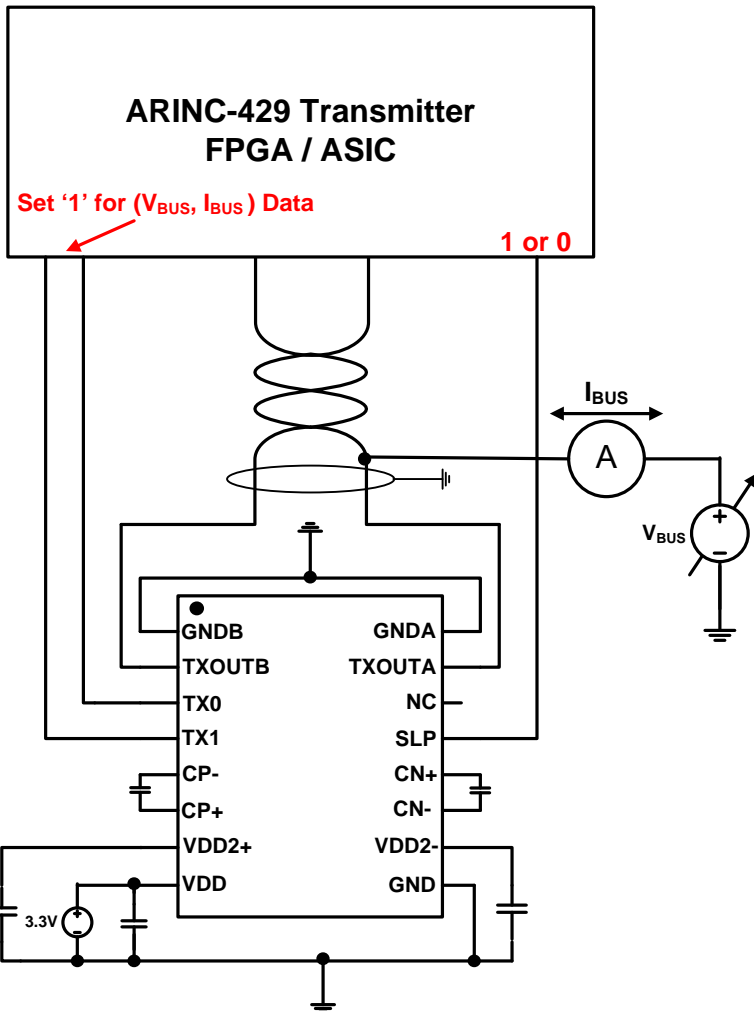 ARINC-429 Transmitter
FPGA / ASIC
Set ‘1’ for (VBUS, IBUS ) Data
1 or 0
IBUS
A
VBUS
+
−
GNDB
GNDA
TXOUTB
TXOUTA
TX0
NC
TX1
SLP
CP-
CN+
CP+
CN-
VDD2+
VDD2-
VDD
GND
3.3V
+
−